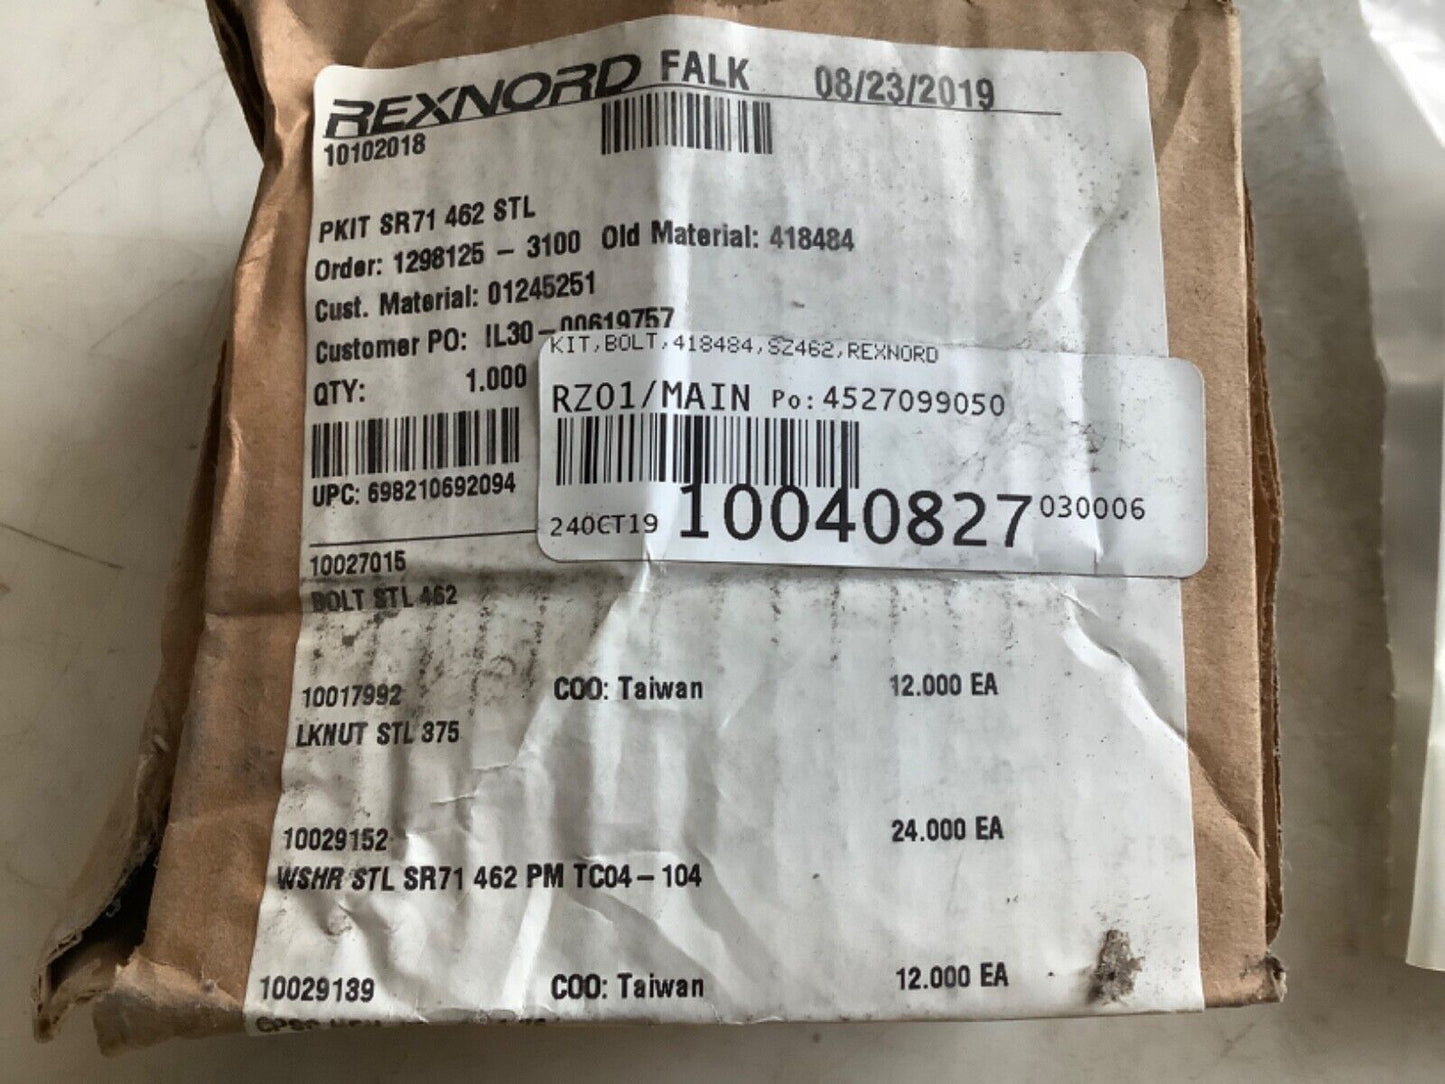 REXNORD FALK 08/23/2019
10102018
PKIT SR71 462 STL
Order: 1298125 - 3100 Old Material: 418484
Cust. Material: 01245251
Customer PO: IL30-00619757
QTY: 1.000
UPC: 698210692094
KIT,BOLT,418484,SZ462,REXNORD
RZ01/MAIN Po: 4527099050
24OCT19 10040827 030006
10027015
BOLT STL 462
10017992 COO: Taiwan 12.000 EA
LKNUT STL 375
10029152 24.000 EA
WSHR STL SR71 462 PM TC04-104
10029139 COO: Taiwan 12.000 EA